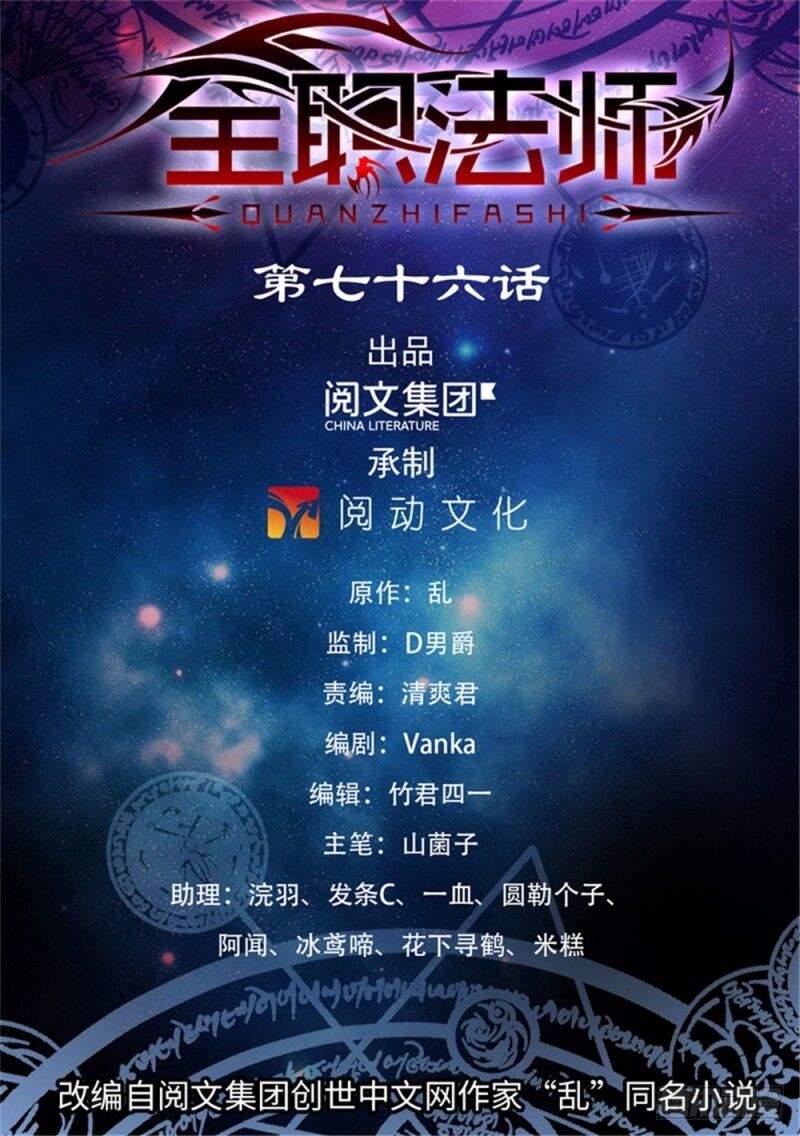 全职法师
QUANZHIFASHI
第七十六话
出品
阅文集团
CHINA LITERATURE
承制
阅动文化
原作：乱
监制：D男爵
责编：清爽君
编剧：Vanka
编辑：竹君四一
主笔：山菌子
助理：浣羽、发条C、一血、圆勒个子、
阿闻、冰鸢啼、花下寻鹤、米糕
改编自阅文集团创世中文网作家“乱”同名小说